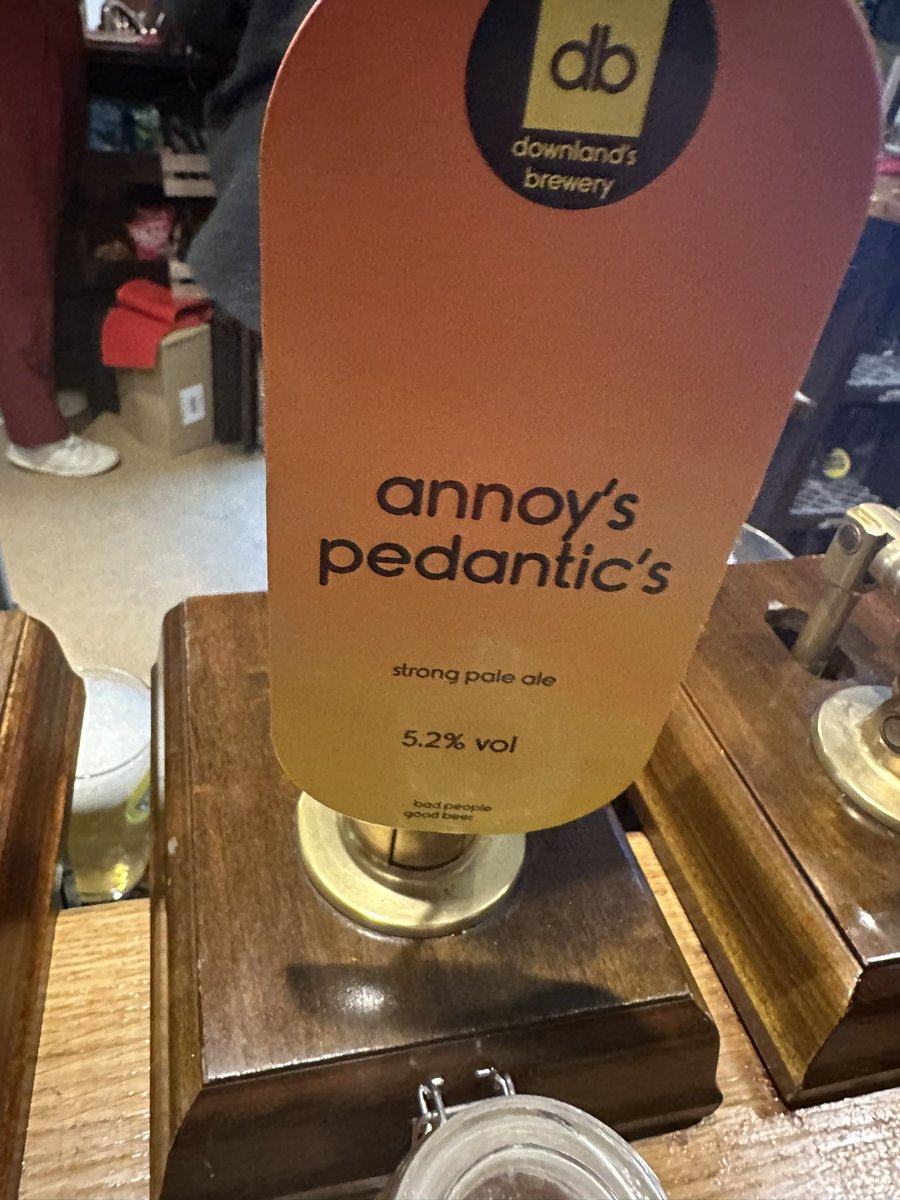 db
downland's
brewery
annoy's
pedantic's
strong pale ale
5.2% vol
bad people
good beer